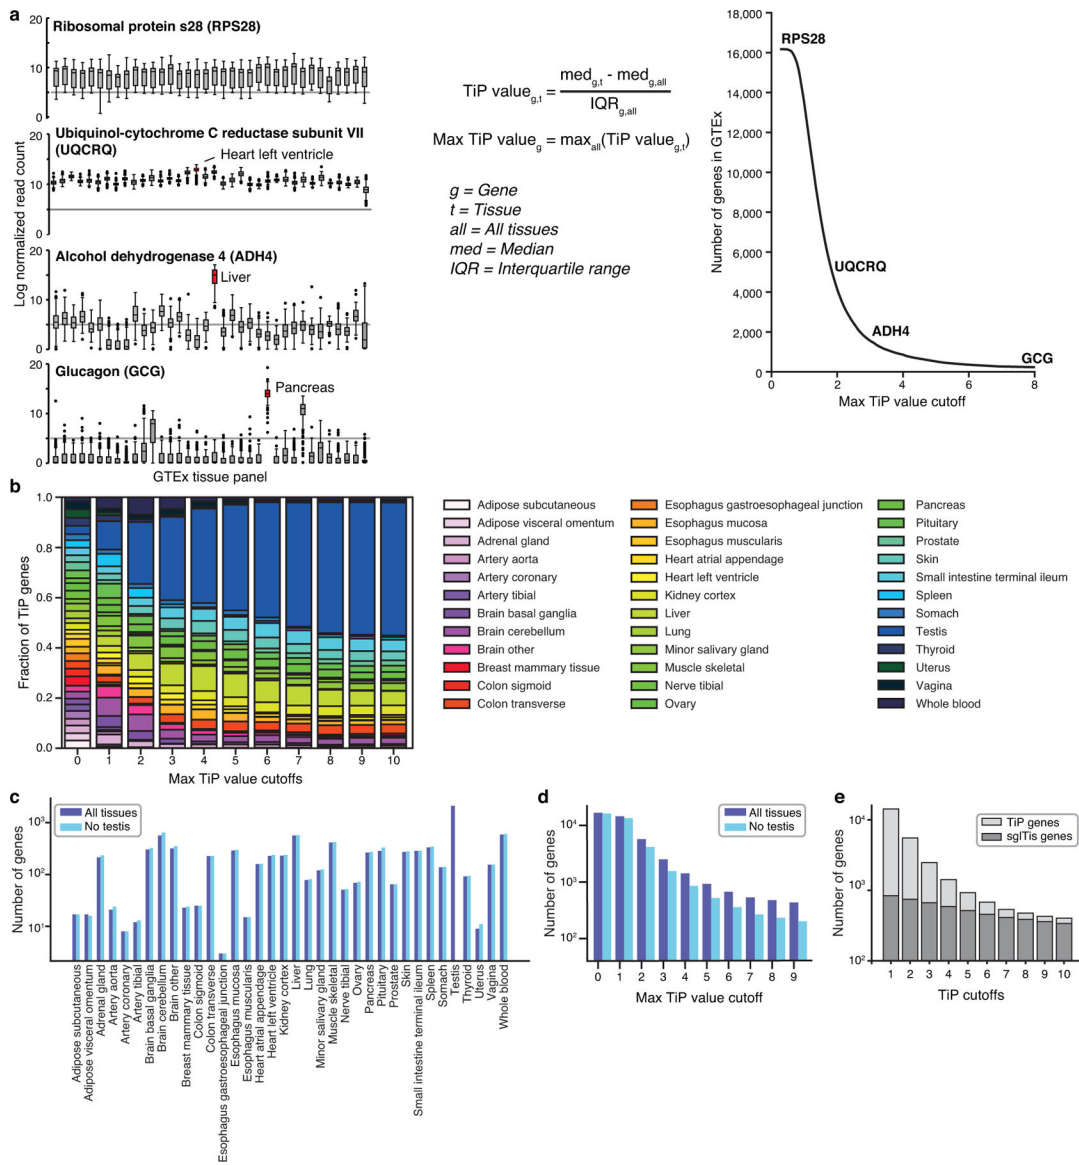 a
Ribosomal protein s28 (RPS28)
20
10
0
Ubiquinol-cytochrome C reductase subunit VII
(UQCRQ)
Heart left ventricle
20
10
0
Alcohol dehydrogenase 4 (ADH4)
Liver
20
10
0
Glucagon (GCG)
Pancreas
20
10
0
Log normalized read count
GTEx tissue panel
TiP value g,t = med g,t - med g,all
IQR g,all
Max TiP value g = max all (TiP value g,t)
g = Gene
t = Tissue
all = All tissues
med = Median
IQR = Interquartile range
Number of genes in GTEx
18,000
16,000
14,000
12,000
10,000
8,000
6,000
4,000
2,000
0
RPS28
UQCRQ
ADH4
GCG
0 2 4 6 8
Max TiP value cutoff
b
Fraction of TiP genes
1.0
0.8
0.6
0.4
0.2
0.0
0 1 2 3 4 5 6 7 8 9 10
Max TiP value cutoffs
Adipose subcutaneous
Adipose visceral omentum
Adrenal gland
Artery aorta
Artery coronary
Artery tibial
Brain basal ganglia
Brain cerebellum
Brain other
Breast mammary tissue
Colon sigmoid
Colon transverse
Esophagus gastroesophageal junction
Esophagus mucosa
Esophagus muscularis
Heart atrial appendage
Heart left ventricle
Kidney cortex
Liver
Lung
Minor salivary gland
Muscle skeletal
Nerve tibial
Ovary
Pancreas
Pituitary
Prostate
Skin
Small intestine terminal ileum
Spleen
Somach
Testis
Thyroid
Uterus
Vagina
Whole blood
c
All tissues
No testis
Number of genes
10³
10²
10¹
Adipose subcutaneous
Adipose visceral omentum
Adrenal gland
Artery aorta
Artery coronary
Artery tibial
Brain basal ganglia
Brain cerebellum
Brain other
Breast mammary tissue
Colon sigmoid
Colon transverse
Esophagus gastroesophageal junction
Esophagus mucosa
Esophagus muscularis
Heart atrial appendage
Heart left ventricle
Kidney cortex
Liver
Lung
Minor salivary gland
Muscle skeletal
Nerve tibial
Ovary
Pancreas
Pituitary
Prostate
Skin
Small intestine terminal ileum
Spleen
Somach
Testis
Thyroid
Uterus
Vagina
Whole blood
d
All tissues
No testis
Number of genes
10⁴
10³
10²
0 1 2 3 4 5 6 7 8 9
Max TiP value cutoff
e
TiP genes
sglTis genes
Number of genes
10⁴
10³
10²
1 2 3 4 5 6 7 8 9 10
TiP cutoffs